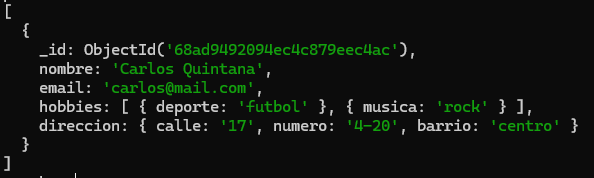 [
  {
    _id: ObjectId('68ad9492094ec4c879eec4ac'),
    nombre: 'Carlos Quintana',
    email: 'carlos@mail.com',
    hobbies: [ { deporte: 'futbol' }, { musica: 'rock' } ],
    direccion: { calle: '17', numero: '4-20', barrio: 'centro' }
  }
]